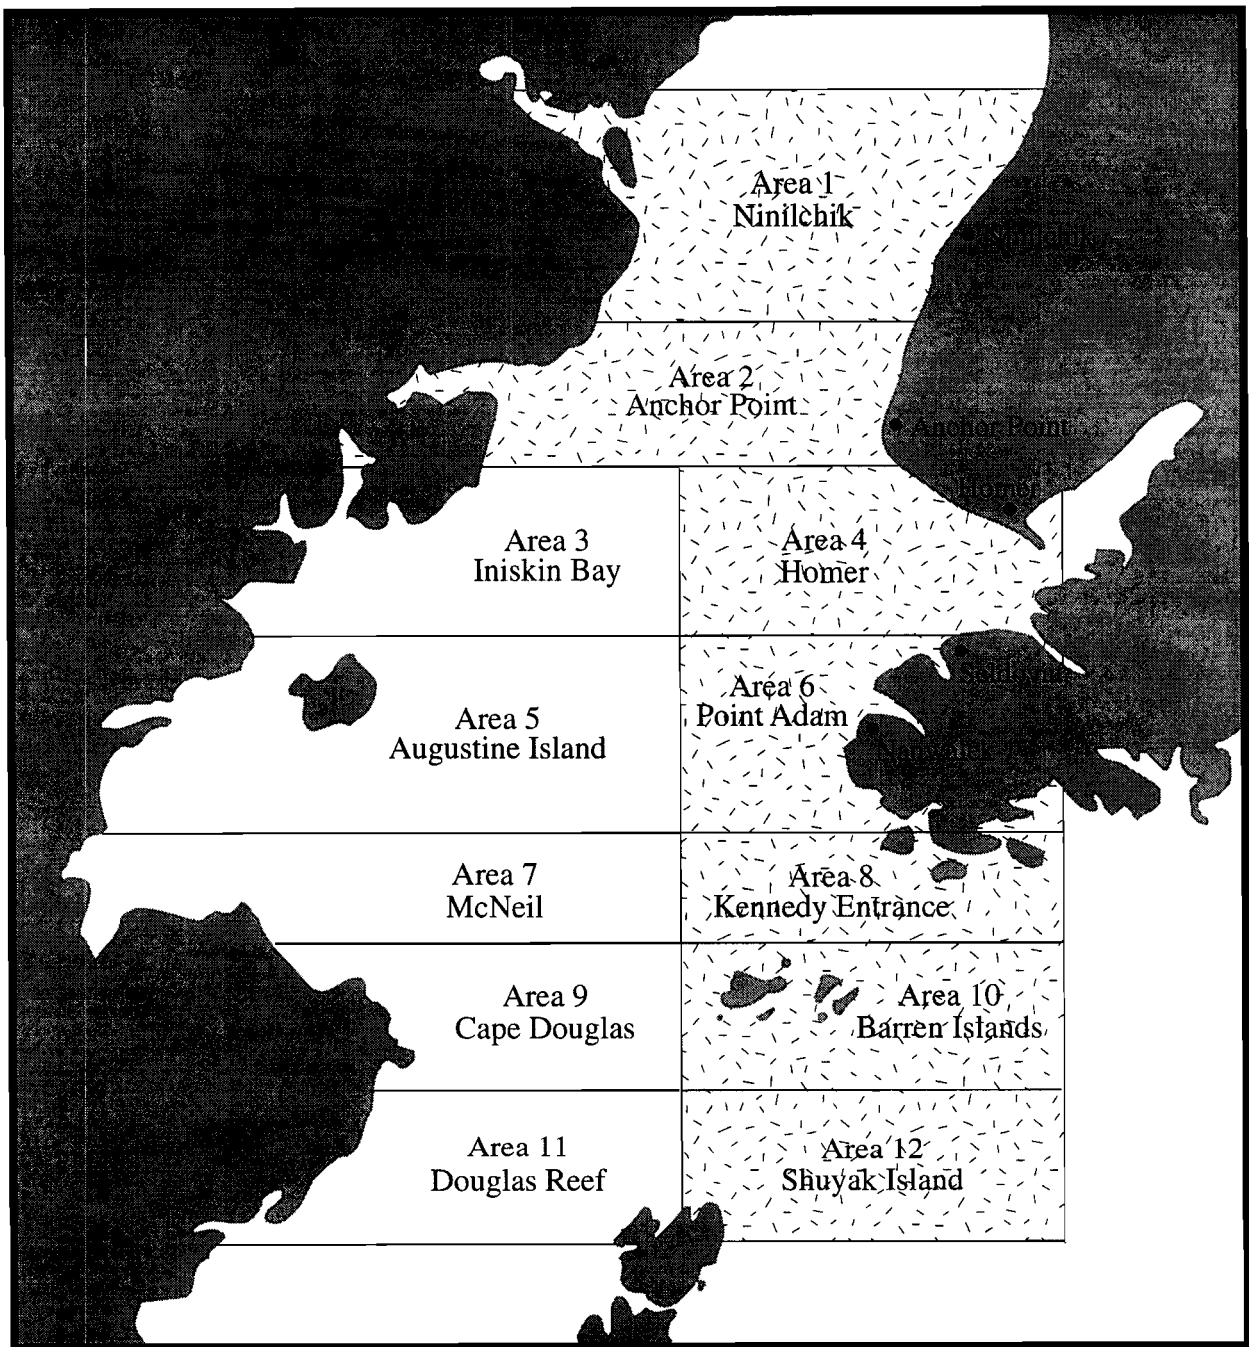 Area 1
Ninilchik
Ninilchik
Area 2
Anchor Point
Anchor Point
Homer
Area 3
Iniskin Bay
Area 4
Homer
Area 5
Augustine Island
Area 6
Point Adam
Area 7
McNeil
Area 8
Kennedy Entrance
Area 9
Cape Douglas
Area 10
Barren Islands
Area 11
Douglas Reef
Area 12
Shuyak Island